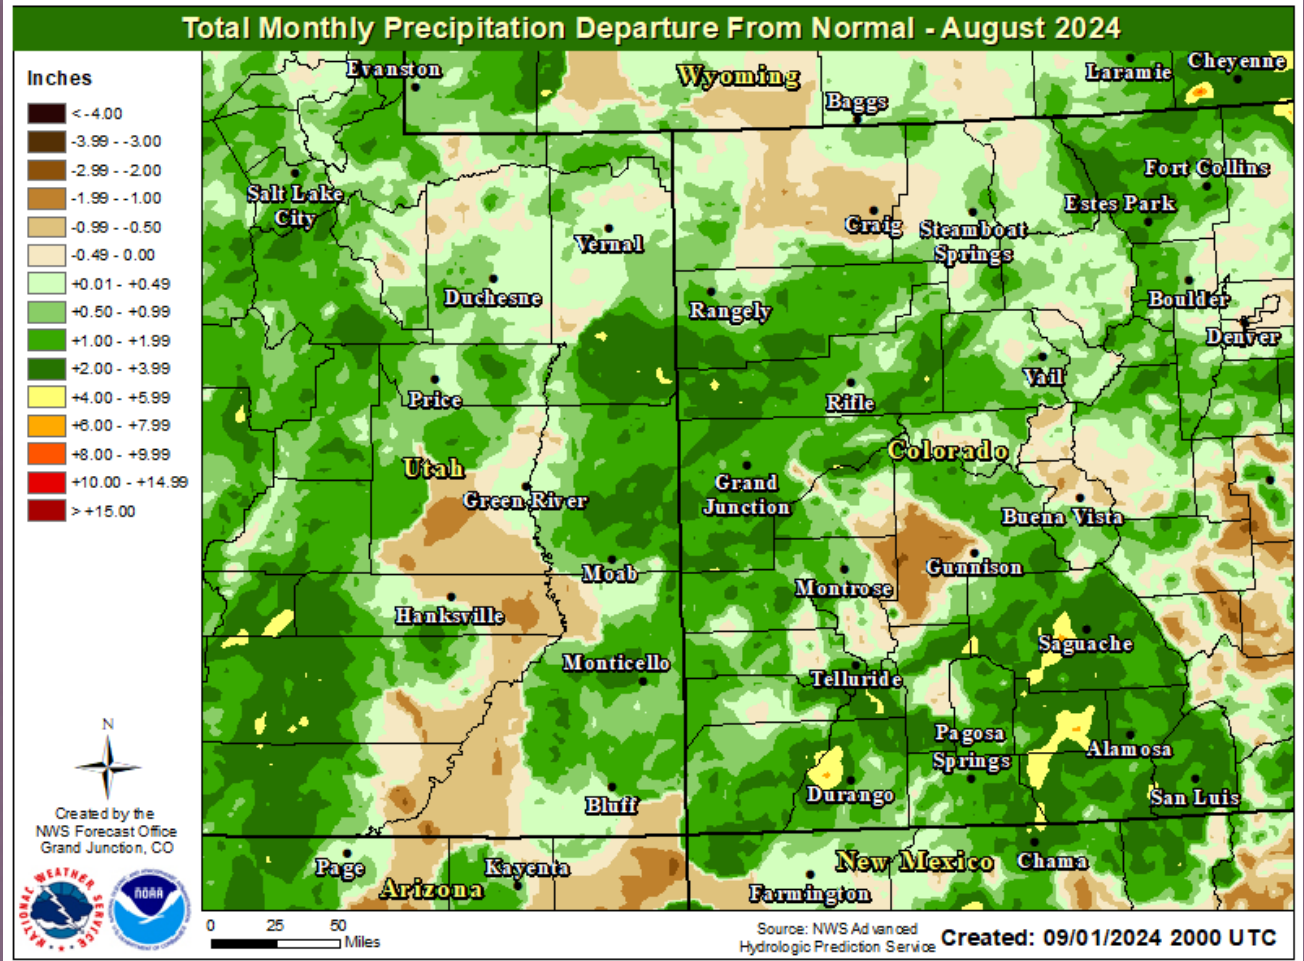 Total Monthly Precipitation Departure From Normal - August 2024
Inches
< -4.00
-3.99 - -3.00
-2.99 - -2.00
-1.99 - -1.00
-0.99 - -0.50
-0.49 - 0.00
+0.01 - +0.49
+0.50 - +0.99
+1.00 - +1.99
+2.00 - +3.99
+4.00 - +5.99
+6.00 - +7.99
+8.00 - +9.99
+10.00 - +14.99
> +15.00
Evanston
Wyoming
Laramie
Cheyenne
Baggs
Fort Collins
Salt Lake
City
Estes Park
Craig
Steamboat
Springs
Vernal
Duchesne
Rangely
Boulder
Denver
Vail
Price
Rifle
Colorado
Utah
Green River
Grand
Junction
Buena Vista
Moab
Gunnison
Montrose
Hanksville
Saguache
Monticello
Telluride
Pagosa
Springs
Alamosa
Bluff
Durango
San Luis
Page
Kayenta
Arizona
New Mexico
Chama
Farmington
N
Created by the
NWS Forecast Office
Grand Junction, CO
NATIONAL WEATHER SERVICE
NOAA
0 25 50
Miles
Source: NWS Advanced
Hydrologic Prediction Service
Created: 09/01/2024 2000 UTC